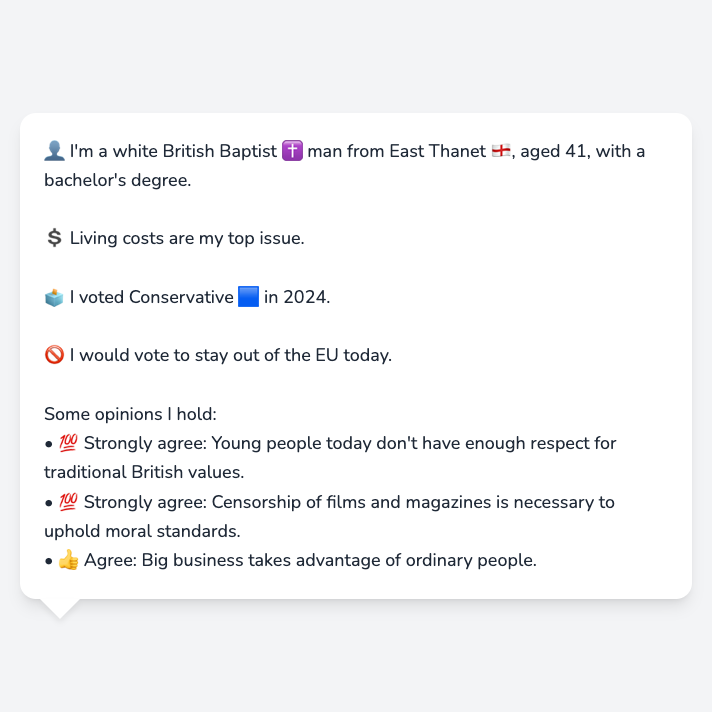 👤 I'm a white British Baptist ✝️ man from East Thanet 🏴󠁧󠁢󠁥󠁮󠁧󠁿, aged 41, with a
bachelor's degree.
💲 Living costs are my top issue.
🗳️ I voted Conservative 🟦 in 2024.
🚫 I would vote to stay out of the EU today.
Some opinions I hold:
• 💯 Strongly agree: Young people today don't have enough respect for
traditional British values.
• 💯 Strongly agree: Censorship of films and magazines is necessary to
uphold moral standards.
• 👍 Agree: Big business takes advantage of ordinary people.